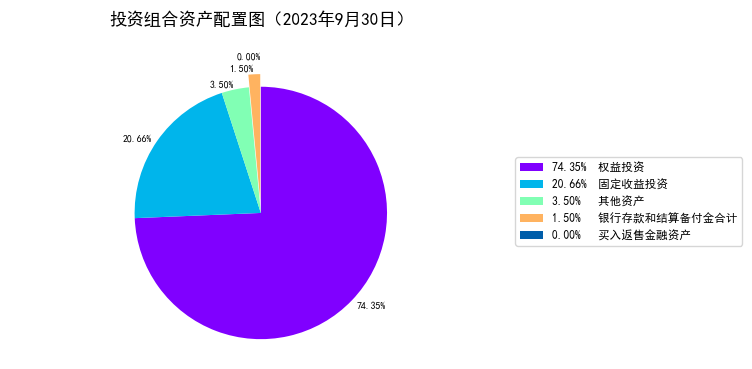 投资组合资产配置图（2023年9月30日）
0.00%
1.50%
3.50%
20.66%
74.35%
74.35% 权益投资
20.66% 固定收益投资
3.50% 其他资产
1.50% 银行存款和结算备付金合计
0.00% 买入返售金融资产